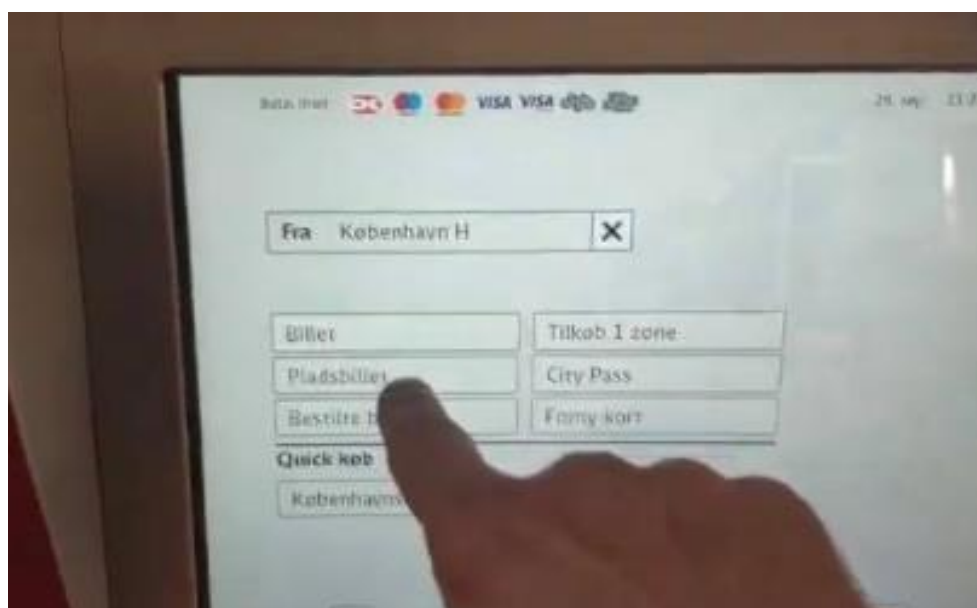 VISA VISA
Fra København H X
Billet Tilkøb 1 zone
Pladsbillet City Pass
Forny kort
Quick køb